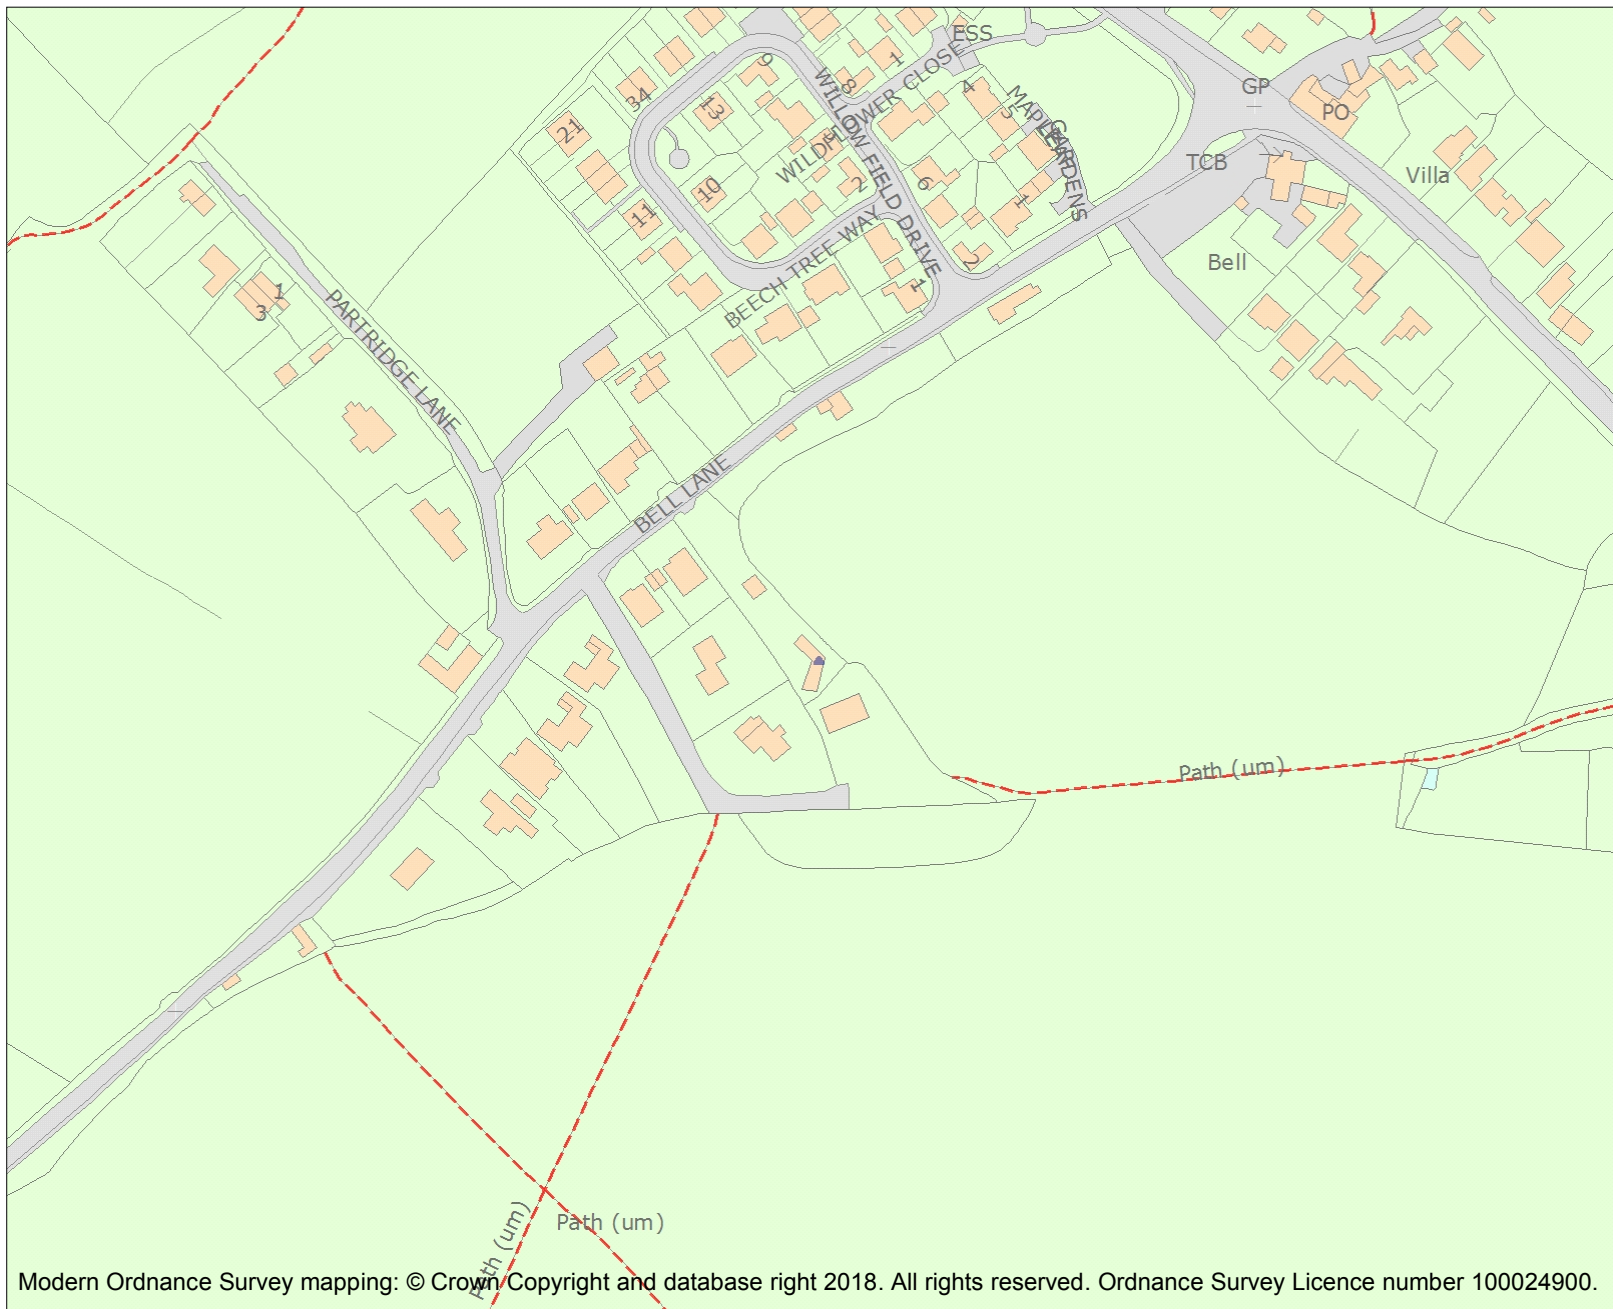 ESS
GP
PO
TCB
Villa
Bell
WILLOW FIELD DRIVE
WILDFLOWER CLOSE
MAPLE
GARDENS
BEECH TREE WAY
9
8
1
4
5
34
13
21
10
11
2
6
1
2
1
1
3
PARTRIDGE LANE
BELL LANE
Path (um)
Path (um)
Path (um)
Modern Ordnance Survey mapping: © Crown Copyright and database right 2018. All rights reserved. Ordnance Survey Licence number 100024900.